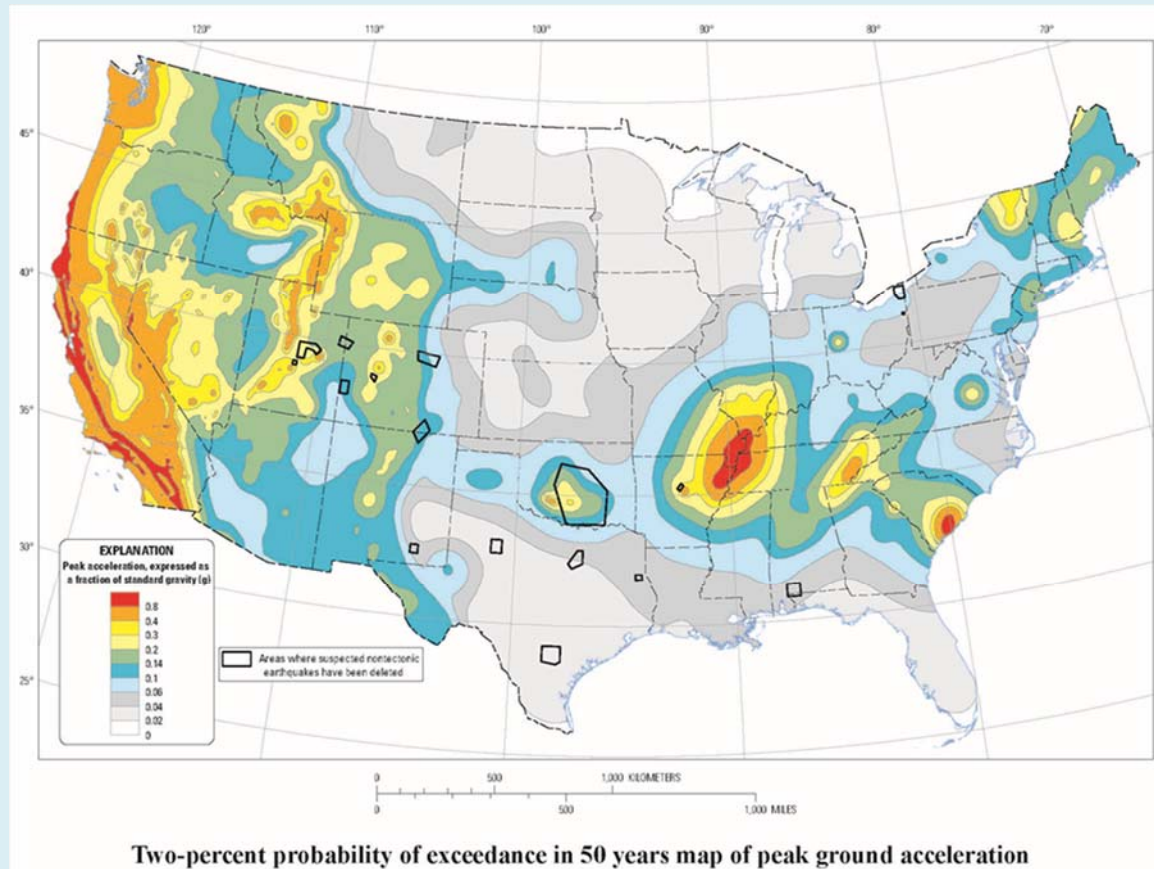 120°
110°
100°
90°
80°
70°
45°
40°
35°
30°
25°
EXPLANATION
Peak acceleration, expressed as
a fraction of standard gravity (g)
0.8
0.4
0.3
0.2
0.14
0.1
0.06
0.04
0.02
0
Areas where suspected nontectonic
earthquakes have been deleted
0 500 1,000 KILOMETERS
0 500 1,000 MILES
Two-percent probability of exceedance in 50 years map of peak ground acceleration